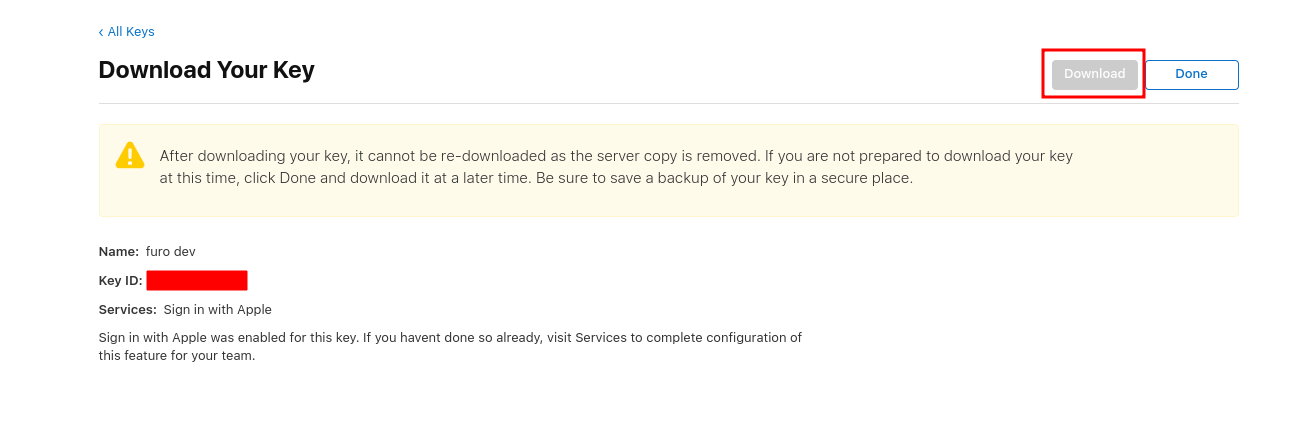 ‹ All Keys
Download Your Key
Download
Done
After downloading your key, it cannot be re-downloaded as the server copy is removed. If you are not prepared to download your key
at this time, click Done and download it at a later time. Be sure to save a backup of your key in a secure place.
Name: furo dev
Key ID:
Services: Sign in with Apple
Sign in with Apple was enabled for this key. If you havent done so already, visit Services to complete configuration of
this feature for your team.